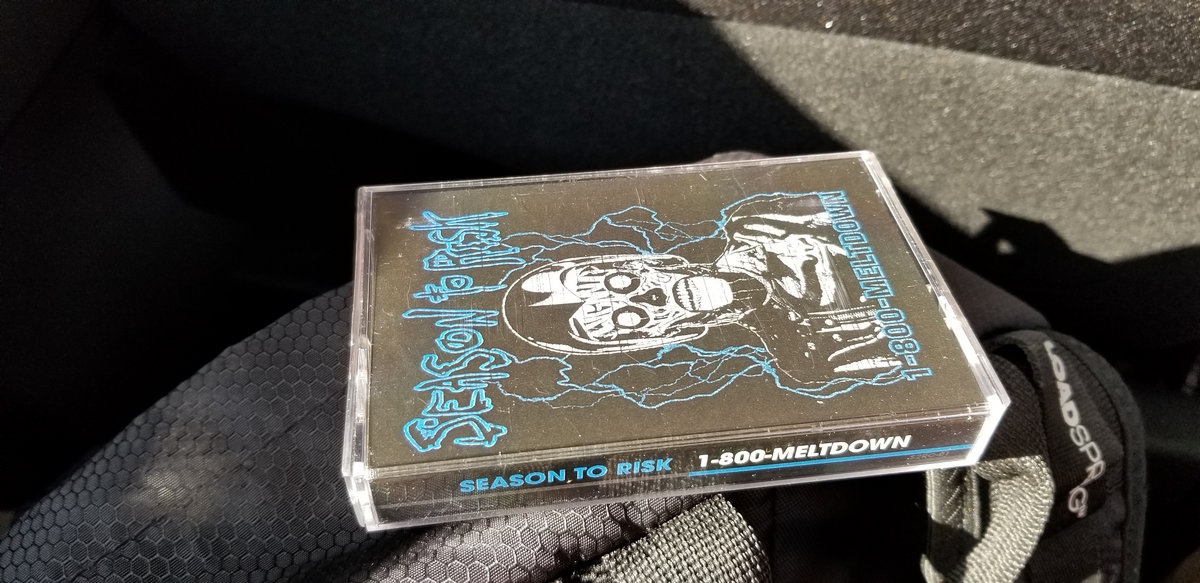 SEASON TO RISK
1-800-MELTDOWN
SEASON TO RISK 1-800-MELTDOWN
LOADSPRING